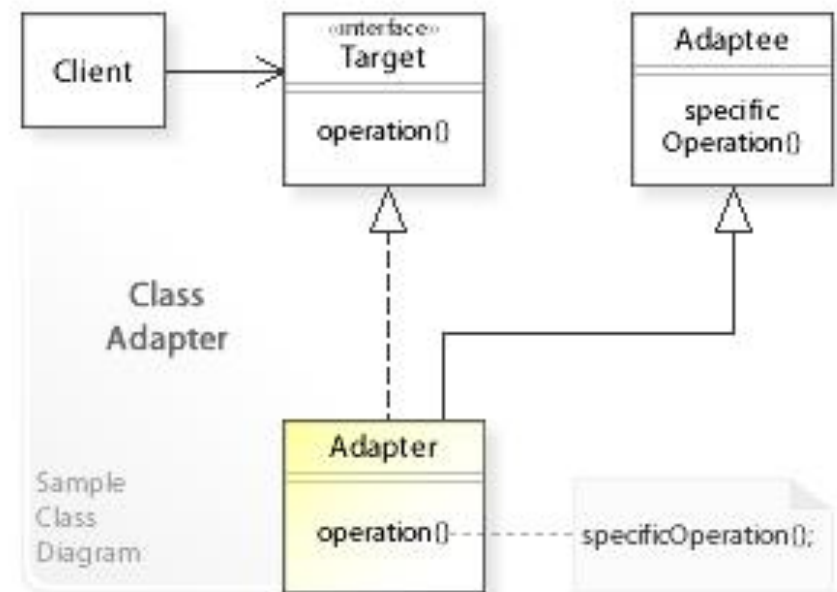 Client
«interface»
Target
operation()
Adaptee
specific
Operation()
Class
Adapter
Sample
Class
Diagram
Adapter
operation()
specificOperation();